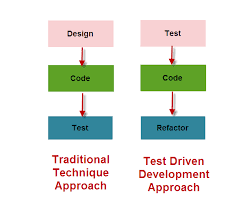 Design
Code
Test
Traditional
Technique
Approach
Test
Code
Refactor
Test Driven
Development
Approach